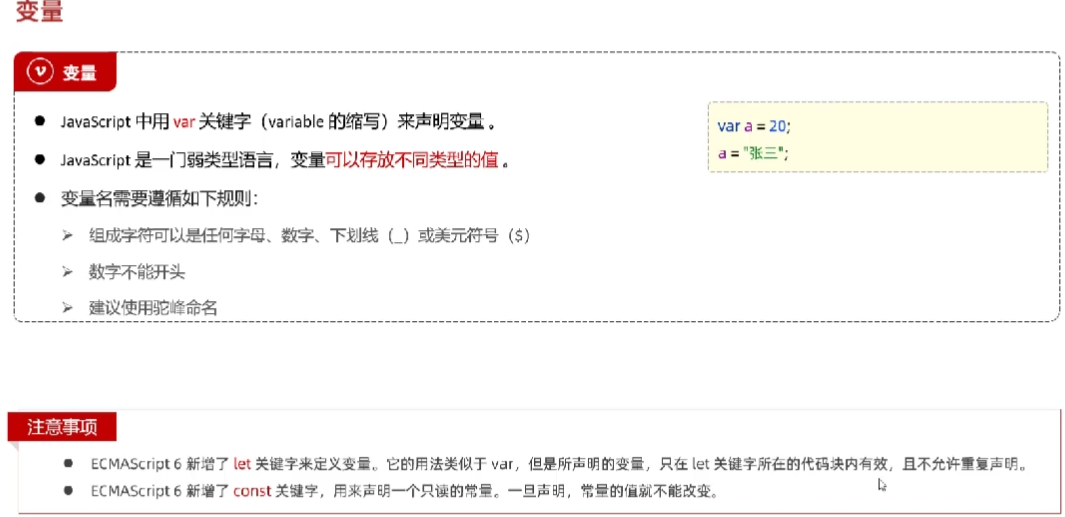 变量
变量
JavaScript 中用 var 关键字（variable 的缩写）来声明变量 。
var a = 20;
JavaScript 是一门弱类型语言，变量可以存放不同类型的值 。
a = "张三";
变量名需要遵循如下规则：
组成字符可以是任何字母、数字、下划线（_）或美元符号（$）
数字不能开头
建议使用驼峰命名
注意事项
ECMAScript 6 新增了 let 关键字来定义变量。它的用法类似于 var，但是所声明的变量，只在 let 关键字所在的代码块内有效，且不允许重复声明。
ECMAScript 6 新增了 const 关键字，用来声明一个只读的常量。一旦声明，常量的值就不能改变。